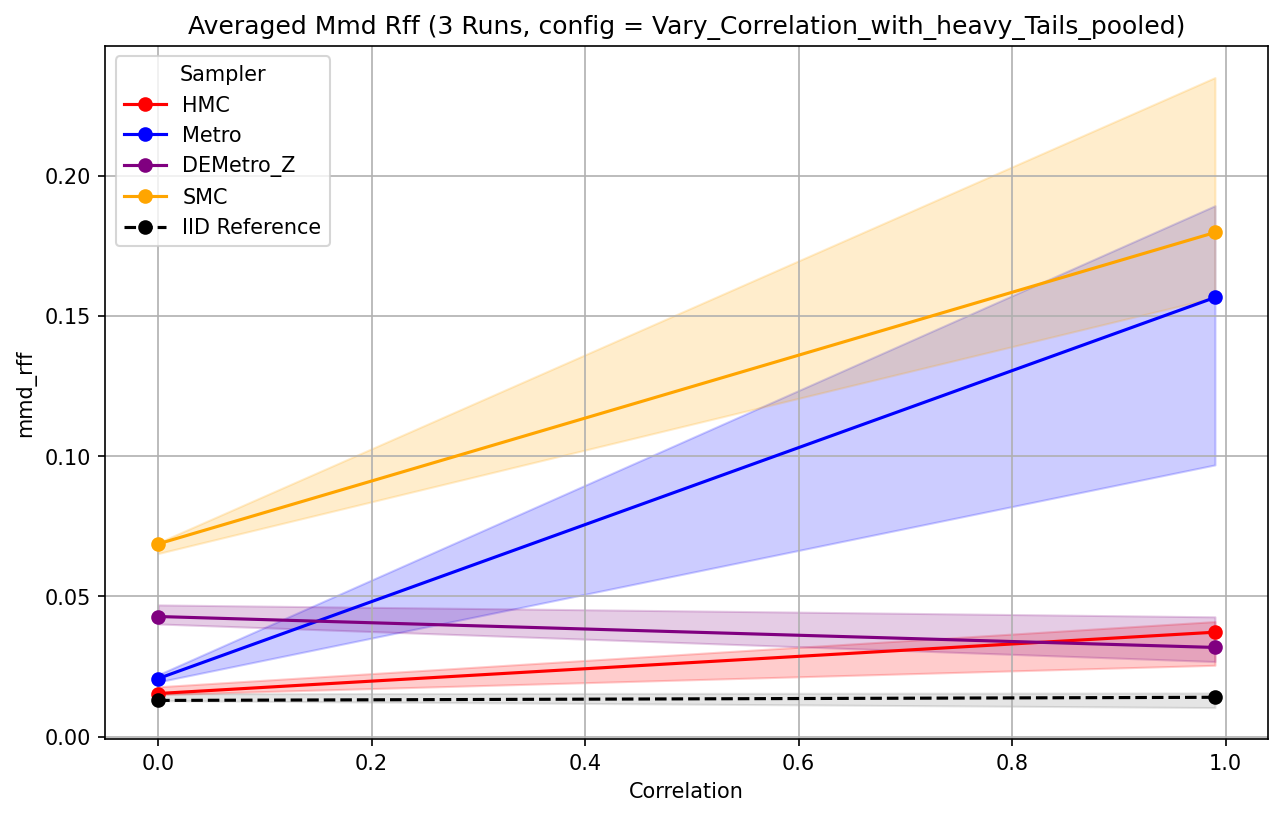 Averaged Mmd Rff (3 Runs, config = Vary_Correlation_with_heavy_Tails_pooled)
Sampler
HMC
Metro
DEMetro_Z
SMC
IID Reference
mmd_rff
0.20
0.15
0.10
0.05
0.00
0.0 0.2 0.4 0.6 0.8 1.0
Correlation